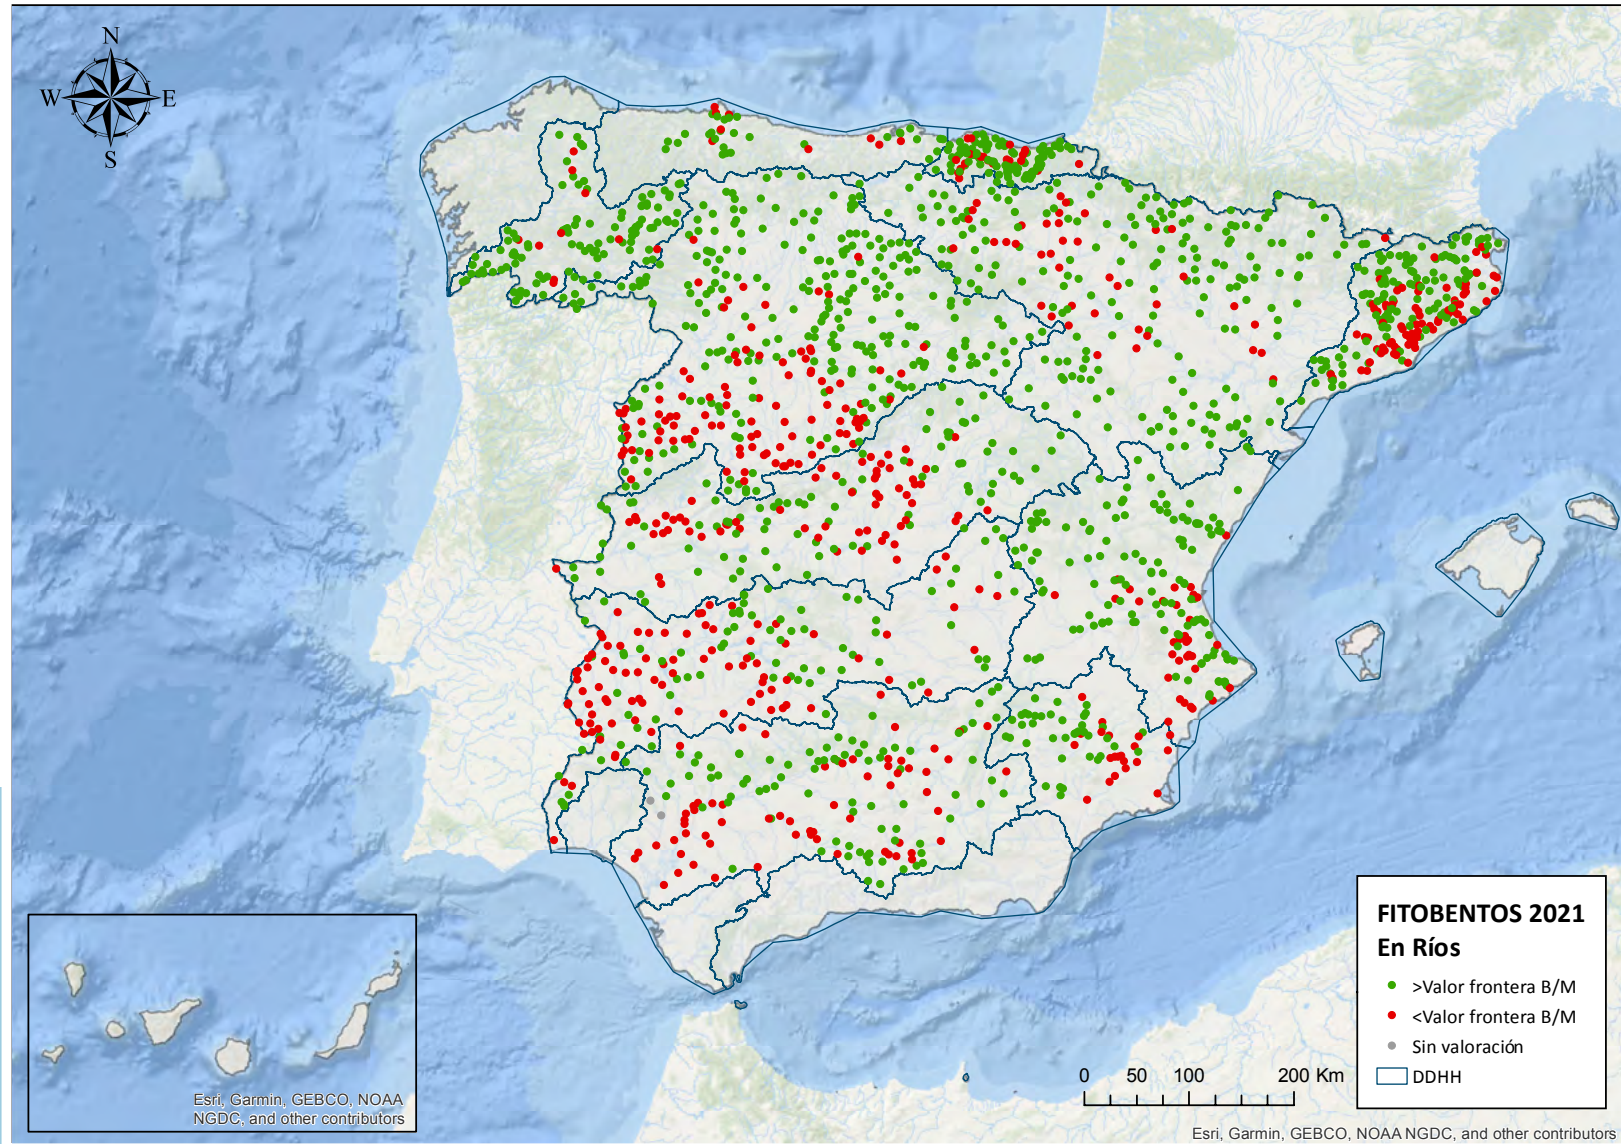 N
W
E
S
FITOBENTOS 2021
En Ríos
>Valor frontera B/M
<Valor frontera B/M
Sin valoración
DDHH
0 50 100 200 Km
Esri, Garmin, GEBCO, NOAA
NGDC, and other contributors
Esri, Garmin, GEBCO, NOAA NGDC, and other contributors